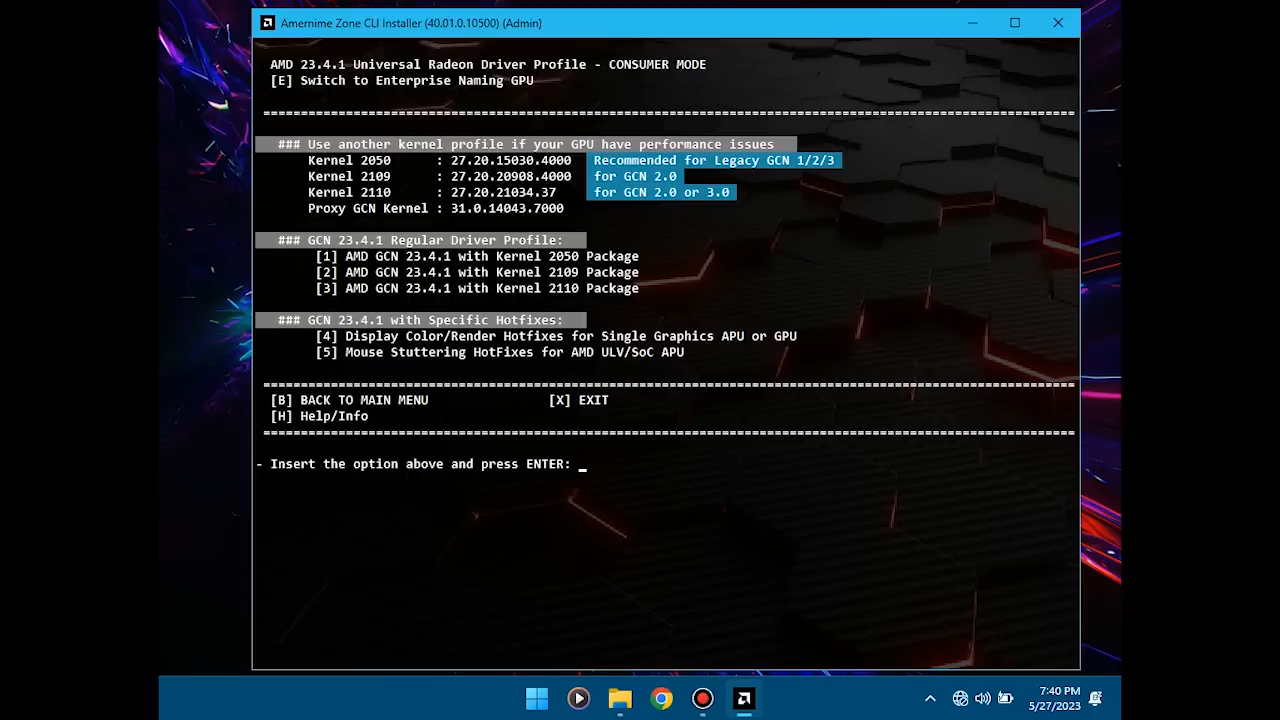 Amernime Zone CLI Installer (40.01.0.10500) (Admin)
AMD 23.4.1 Universal Radeon Driver Profile - CONSUMER MODE
[E] Switch to Enterprise Naming GPU
### Use another kernel profile if your GPU have performance issues
Kernel 2050 : 27.20.15030.4000 Recommended for Legacy GCN 1/2/3
Kernel 2109 : 27.20.20908.4000 for GCN 2.0
Kernel 2110 : 27.20.21034.37 for GCN 2.0 or 3.0
Proxy GCN Kernel : 31.0.14043.7000
### GCN 23.4.1 Regular Driver Profile:
[1] AMD GCN 23.4.1 with Kernel 2050 Package
[2] AMD GCN 23.4.1 with Kernel 2109 Package
[3] AMD GCN 23.4.1 with Kernel 2110 Package
### GCN 23.4.1 with Specific Hotfixes:
[4] Display Color/Render Hotfixes for Single Graphics APU or GPU
[5] Mouse Stuttering HotFixes for AMD ULV/SoC APU
[B] BACK TO MAIN MENU [X] EXIT
[H] Help/Info
- Insert the option above and press ENTER: _
7:40 PM
5/27/2023